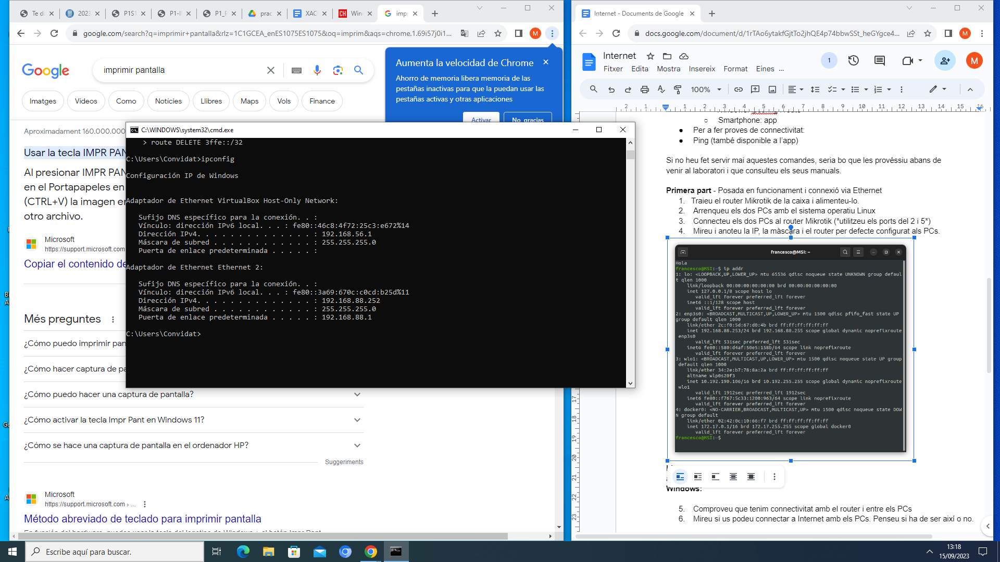 Te d
2023
P1S1
P1-I
P1_P
prac
XAC
Win
imp
google.com/search?q=imprimir+pantalla&rlz=1C1GCEA_enES1075ES1075&oq=imprim&aqs=chrome.1.69i57j0i1...
M
Google
imprimir pantalla
Imatges
Vídeos
Como
Notícies
Llibres
Maps
Vols
Finance
Aumenta la velocidad de Chrome
Ahorro de memoria libera memoria de las
pestañas inactivas para que la puedan usar las
pestañas activas y otras aplicaciones
Activar
No, gracias
Aproximadament 160.000.000
Usar la tecla IMPR PAN
Al presionar IMPR PAN
en el Portapapeles en
(CTRL+V) la imagen en
otro archivo.
Microsoft
https://support.microsoft.com
Copiar el contenido de
Més preguntes
¿Cómo puedo imprimir pan
¿Cómo hacer captura de pa
¿Cómo puedo hacer una captura de pantalla?
¿Cómo activar la tecla Impr Pant en Windows 11?
¿Cómo se hace una captura de pantalla en el ordenador HP?
Suggeriments
Microsoft
https://support.microsoft.com › ...
Método abreviado de teclado para imprimir pantalla
C:\WINDOWS\system32\cmd.exe
> route DELETE 3ffe::/32
C:\Users\Convidat>ipconfig
Configuración IP de Windows
Adaptador de Ethernet VirtualBox Host-Only Network:
Sufijo DNS específico para la conexión. . :
Vínculo: dirección IPv6 local. . . : fe80::46c8:4f72:25c3:e672%14
Dirección IPv4. . . . . . . . . . . . . . : 192.168.56.1
Máscara de subred . . . . . . . . . . . . : 255.255.255.0
Puerta de enlace predeterminada . . . . . :
Adaptador de Ethernet Ethernet 2:
Sufijo DNS específico para la conexión. . :
Vínculo: dirección IPv6 local. . . : fe80::3a69:670c:c0cd:b25d%11
Dirección IPv4. . . . . . . . . . . . . . : 192.168.88.252
Máscara de subred . . . . . . . . . . . . : 255.255.255.0
Puerta de enlace predeterminada . . . . . : 192.168.88.1
C:\Users\Convidat>
Internet - Documents de Google
docs.google.com/document/d/1rTAo6ytakfGjtTo2jhQE4p74bbwSSt_heGYgce4...
M
Internet
Fitxer Edita Mostra Insereix Format Eines ...
1
M
100%
2 1 1 2 3 4 5 6 7 8 9 10 11 12 13 14 15 16
○ Smartphone: app
● Per a fer proves de connectivitat:
● Ping (també disponible a l'app)
Si no heu fet servir mai aquestes comandes, seria bo que les provéssiu abans de
venir al laboratori i que consulteu els seus manuals.
Primera part - Posada en funcionament i connexió via Ethernet
1. Traieu el router Mikrotik de la caixa i alimenteu-lo.
2. Arrenqueu els dos PCs amb el sistema operatiu Linux
3. Connecteu els dos PCs al router Mikrotik (*utilitzeu els ports del 2 i 5*)
4. Mireu i anoteu la IP, la màscara i el router per defecte configurat als PCs.
francesco@MSI: ~
Hola
francesco@MSI:~$ ip addr
1: lo: <LOOPBACK,UP,LOWER_UP> mtu 65536 qdisc noqueue state UNKNOWN group defaul
t qlen 1000
link/loopback 00:00:00:00:00:00 brd 00:00:00:00:00:00
inet 127.0.0.1/8 scope host lo
valid_lft forever preferred_lft forever
inet6 ::1/128 scope host
valid_lft forever preferred_lft forever
2: enp3s0: <BROADCAST,MULTICAST,UP,LOWER_UP> mtu 1500 qdisc pfifo_fast state UP
group default qlen 1000
link/ether 2c:f0:5d:67:d0:4b brd ff:ff:ff:ff:ff:ff
inet 192.168.88.253/24 brd 192.168.88.255 scope global dynamic noprefixroute
enp3s0
valid_lft 531sec preferred_lft 531sec
inet6 fe80::580:d4af:50e5:158b/64 scope link noprefixroute
valid_lft forever preferred_lft forever
3: wlo1: <BROADCAST,MULTICAST,UP,LOWER_UP> mtu 1500 qdisc noqueue state UP group
default qlen 1000
link/ether 34:2e:b7:78:8a:2a brd ff:ff:ff:ff:ff:ff
altname wlp0s20f3
inet 10.192.190.106/16 brd 10.192.255.255 scope global dynamic noprefixroute
wlo1
valid_lft 1912sec preferred_lft 1912sec
inet6 fe80::f767:5c33:1200:963/64 scope link noprefixroute
valid_lft forever preferred_lft forever
4: docker0: <NO-CARRIER,BROADCAST,MULTICAST,UP> mtu 1500 qdisc noqueue state DOW
N group default
link/ether 02:42:0c:10:66:f7 brd ff:ff:ff:ff:ff:ff
inet 172.17.0.1/16 brd 172.17.255.255 scope global docker0
valid_lft forever preferred_lft forever
francesco@MSI:~$
Windows:
5. Comproveu que tenim connectivitat amb el router i entre els PCs
6. Mireu si us podeu connectar a Internet amb els PCs. Penseu si ha de ser així o no.
17
18
19
20
21
22
23
Escribe aquí para buscar.
13:18
15/09/2023